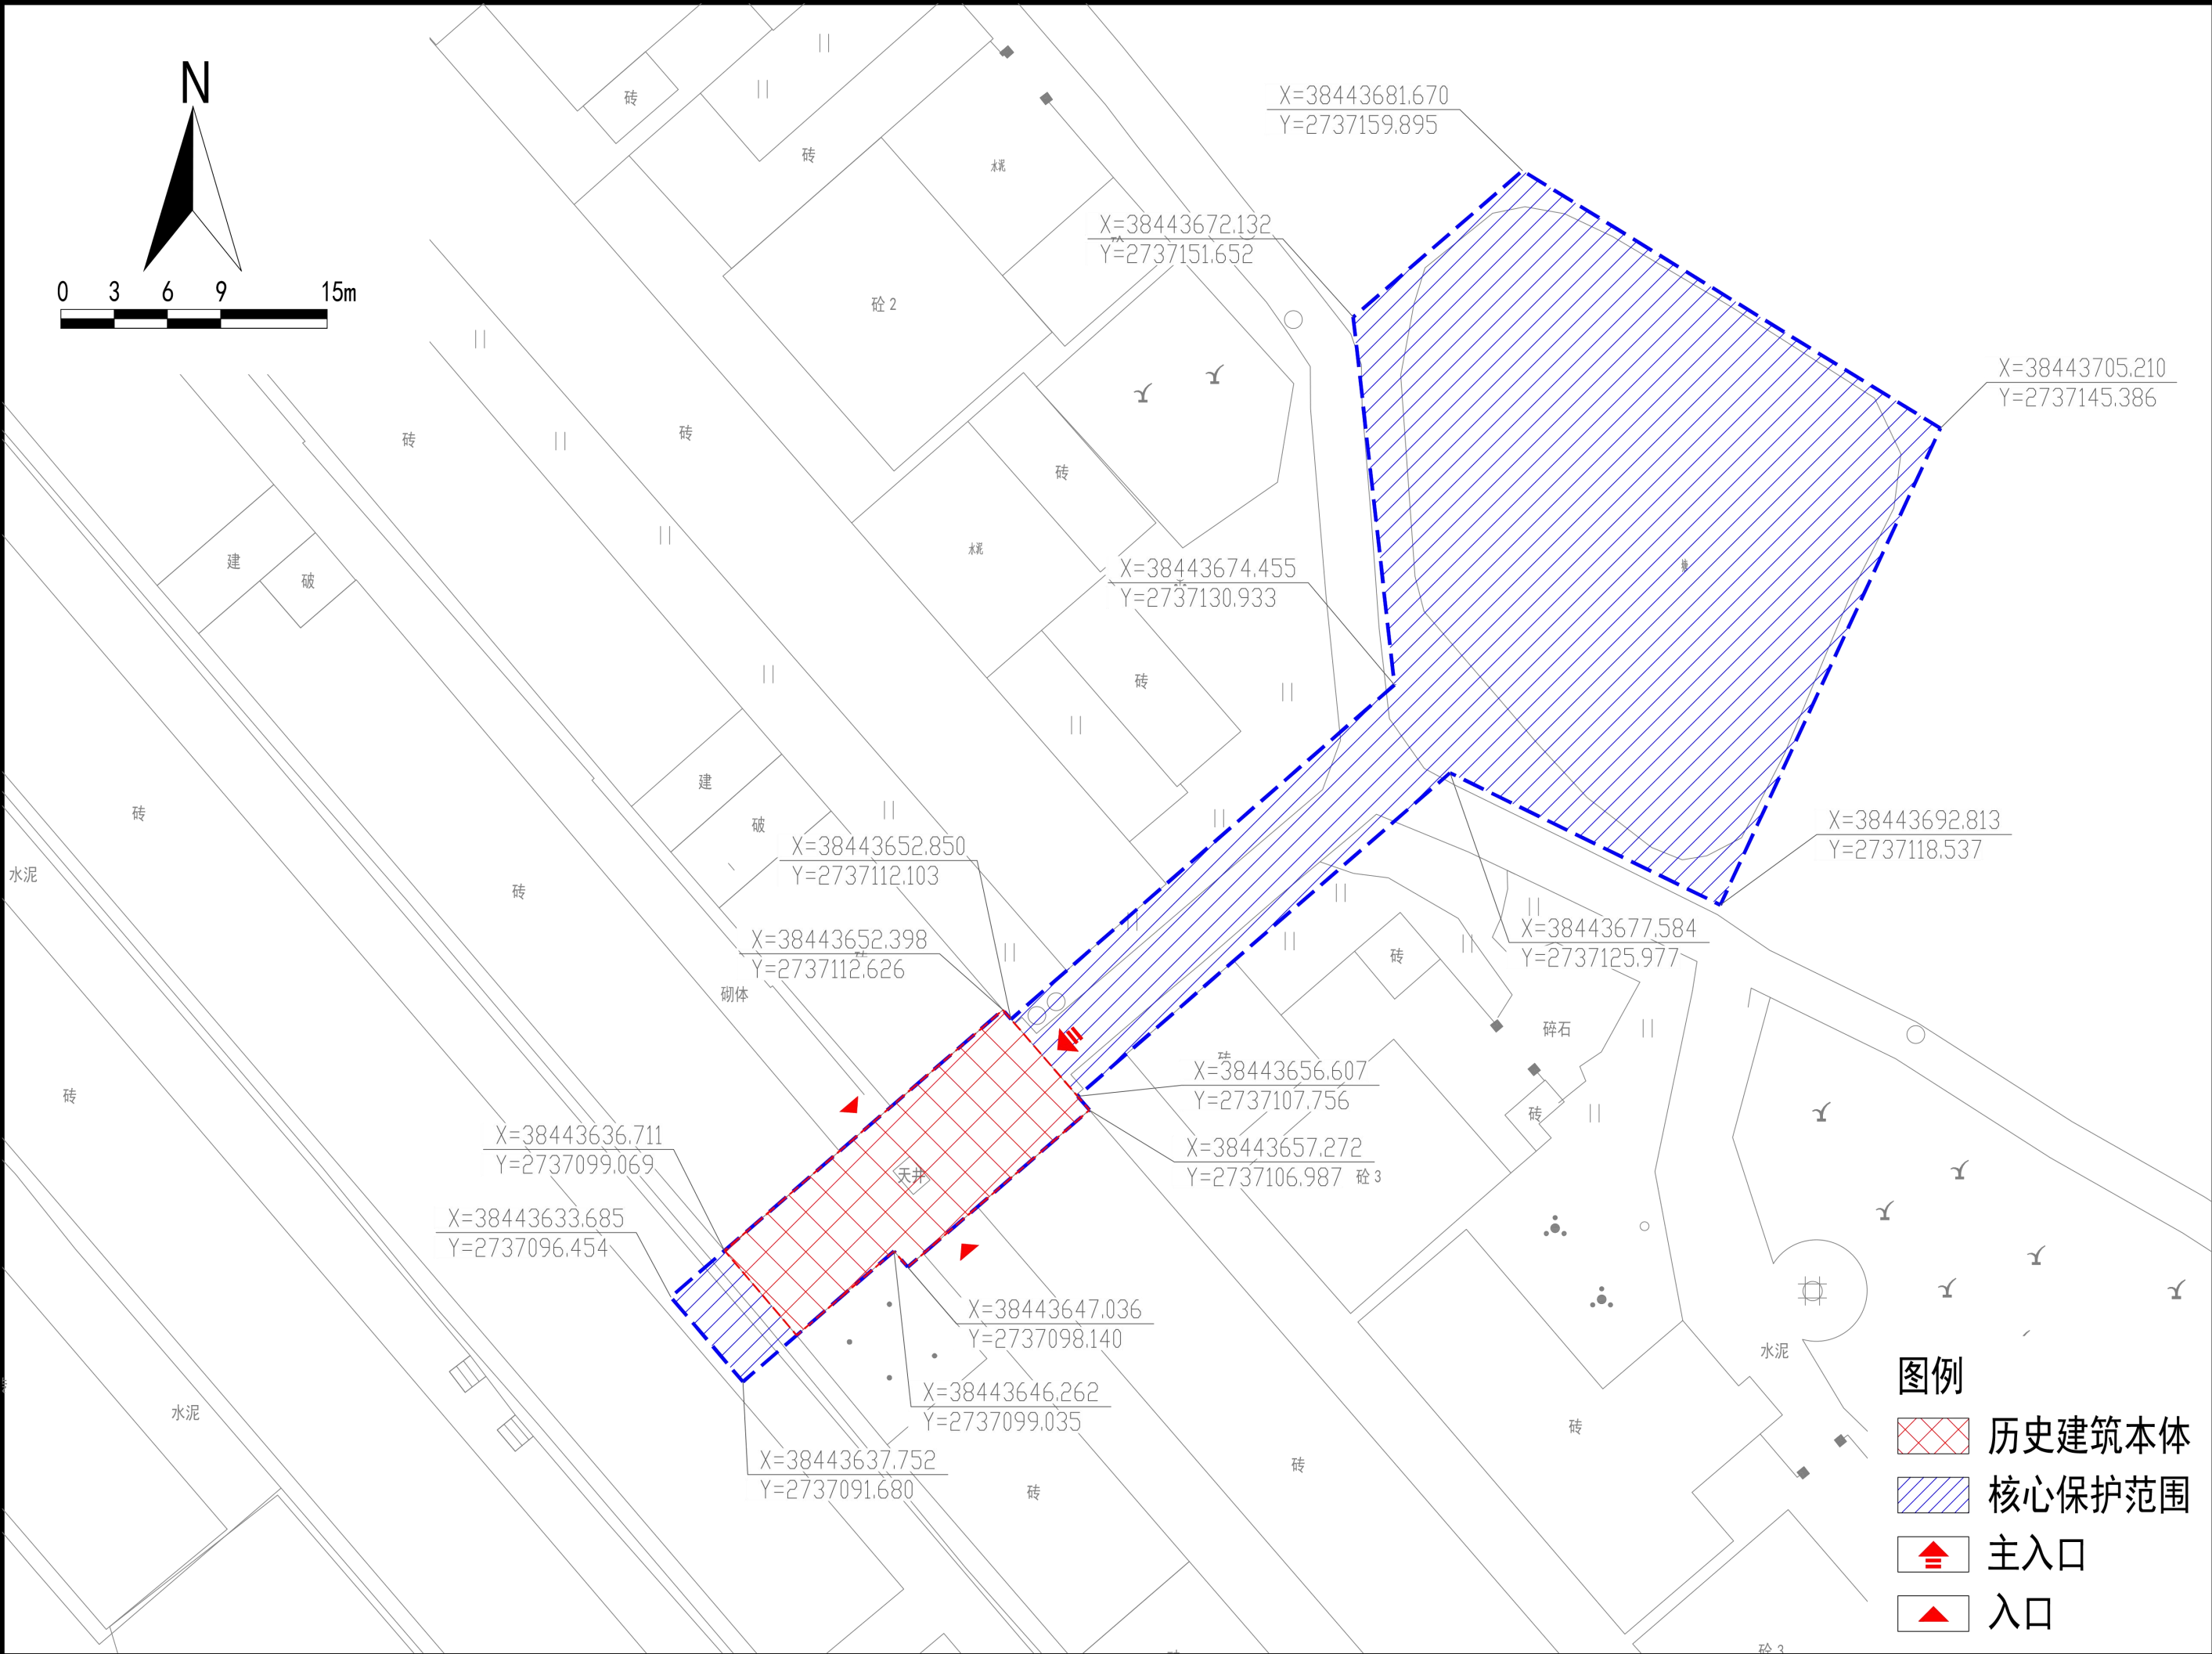 N
0 3 6 9 15m
砖
砖
水泥
X=38443681.670
Y=2737159.895
X=38443672.132
Y=2737151.652
砼 2
X=38443705.210
Y=2737145.386
砖
砖
砖
水泥
建
破
X=38443674.455
Y=2737130.933
砖
建
破
砖
X=38443692.813
Y=2737118.537
X=38443652.850
Y=2737112.103
水泥
砖
X=38443652.398
Y=2737112.626
X=38443677.584
Y=2737125.977
砖
砌体
碎石
X=38443656.607
Y=2737107.756
砖
砖
X=38443636.711
Y=2737099.069
X=38443657.272
Y=2737106.987
砼 3
天井
X=38443633.685
Y=2737096.454
X=38443647.036
Y=2737098.140
水泥
X=38443646.262
Y=2737099.035
水泥
砖
X=38443637.752
Y=2737091.680
砖
砖
图例
历史建筑本体
核心保护范围
主入口
入口
砼 3